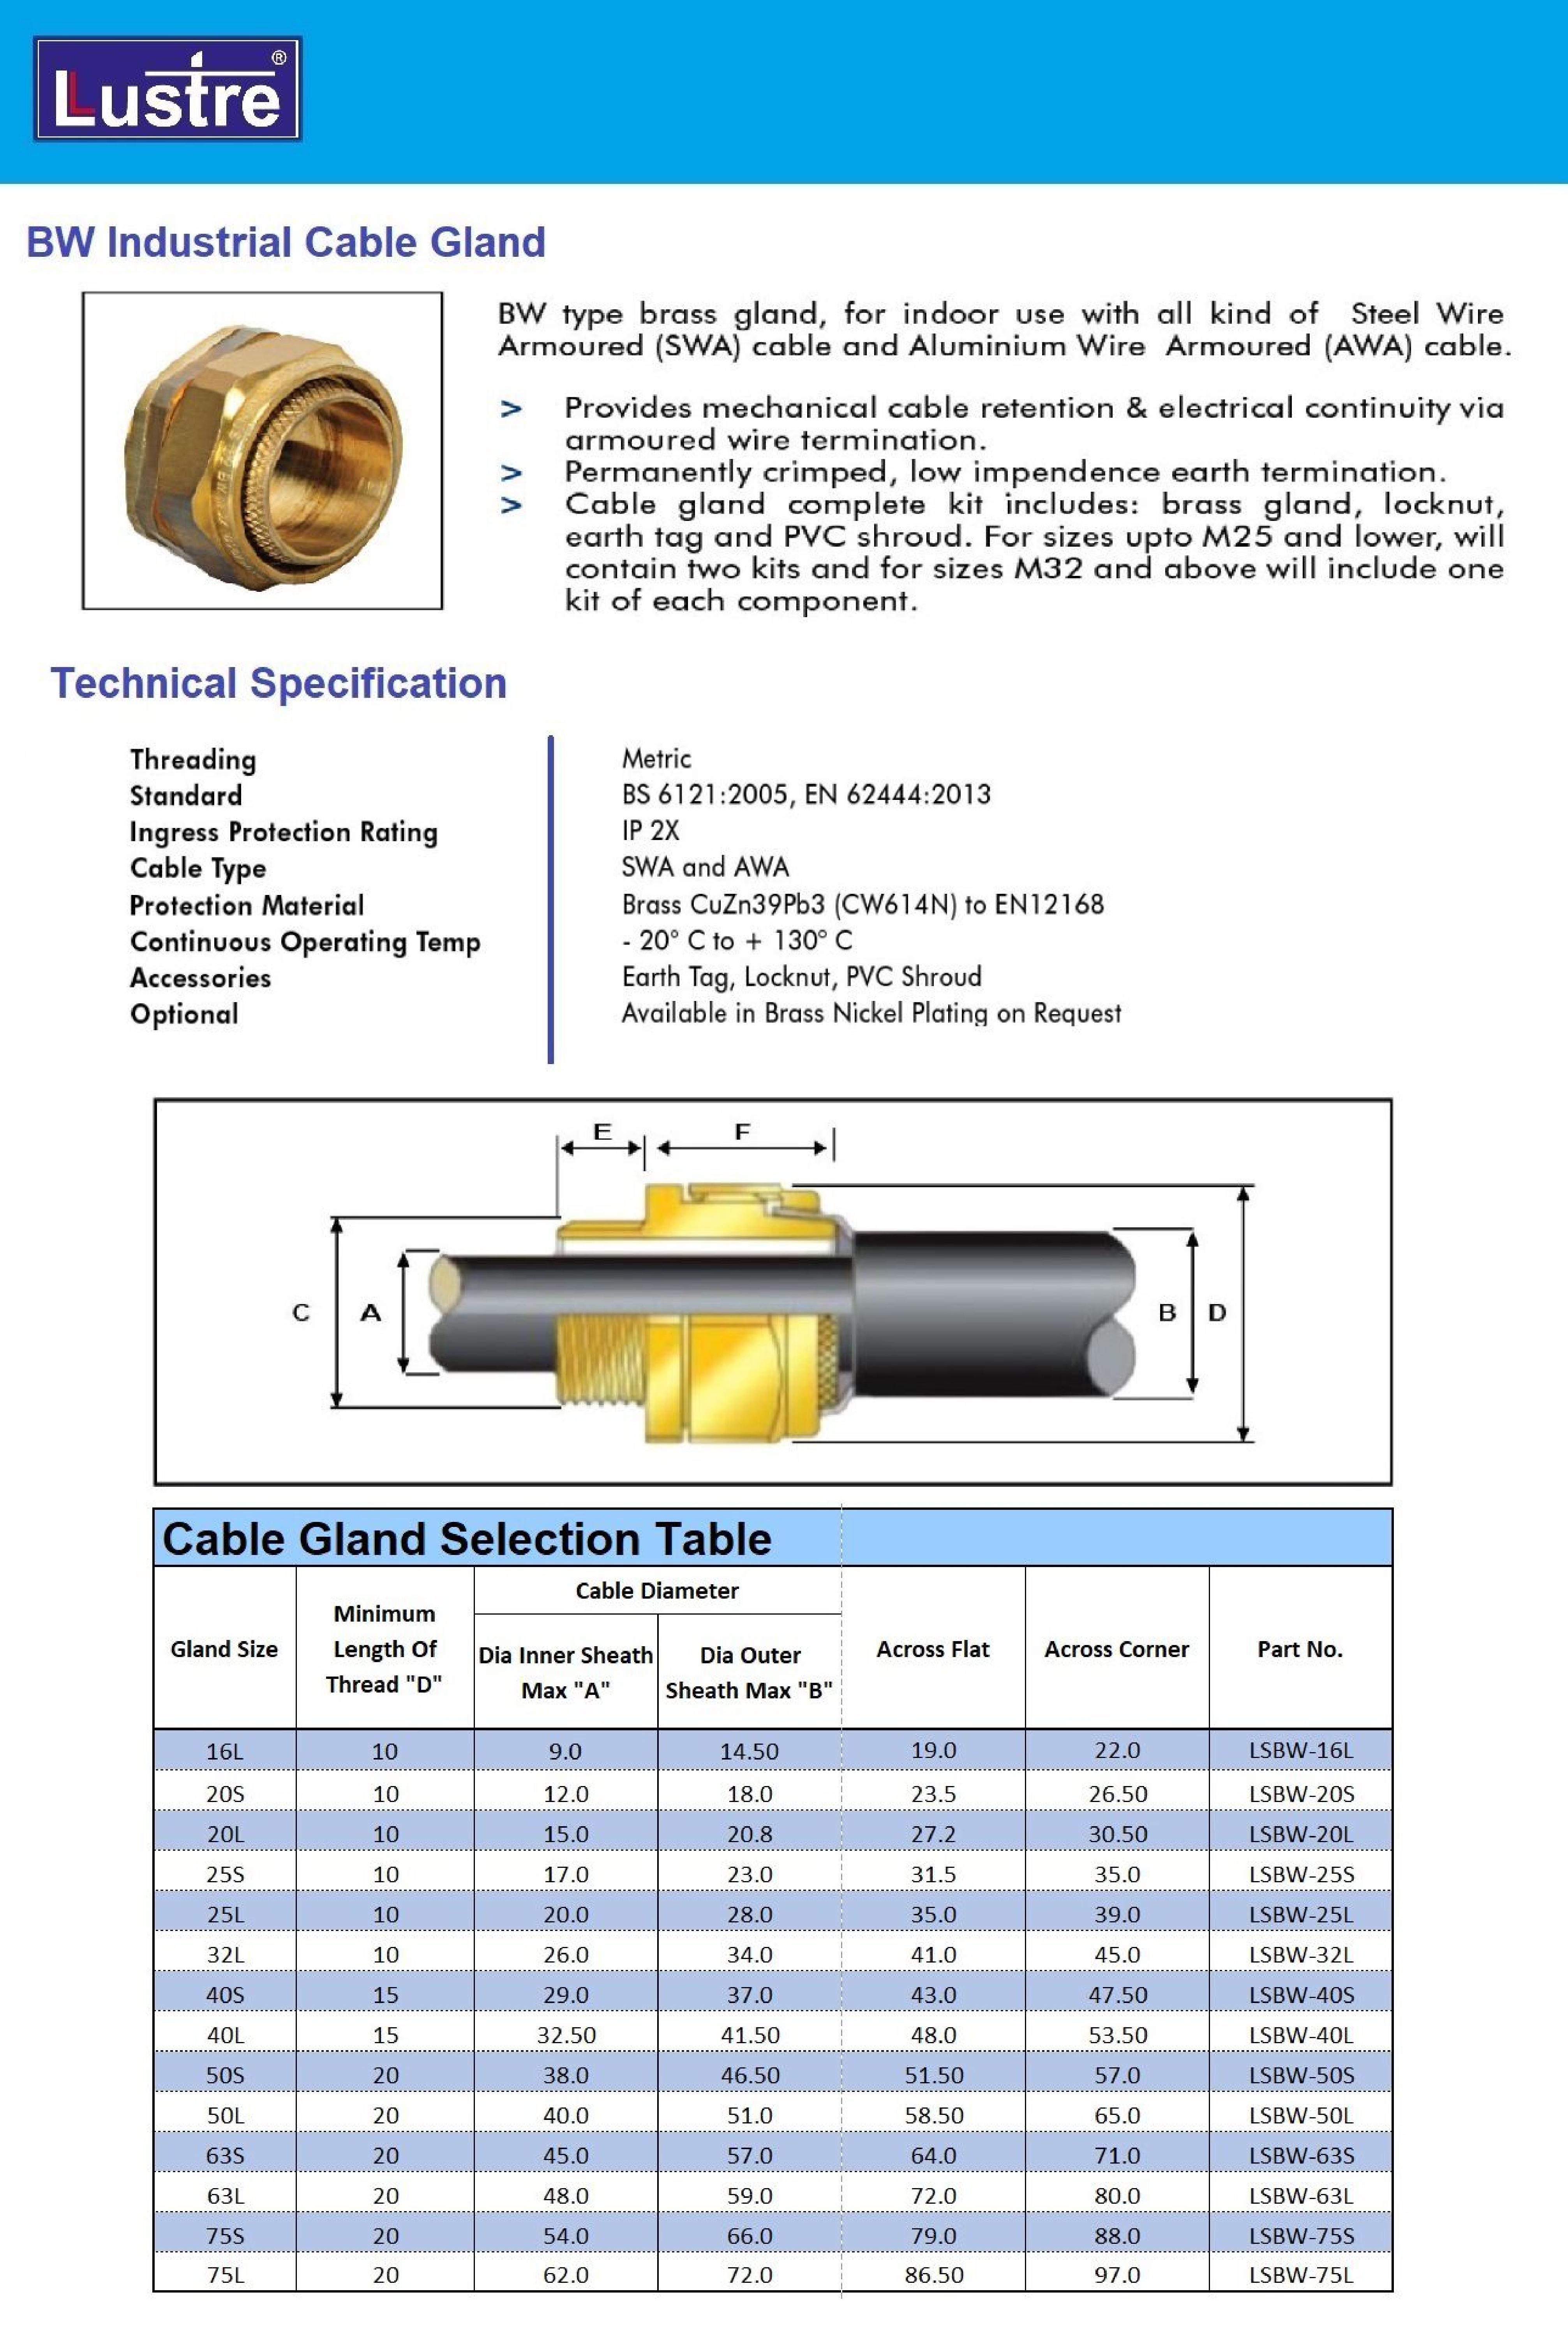 Lustre®
BW Industrial Cable Gland
BW type brass gland, for indoor use with all kind of Steel Wire
Armoured (SWA) cable and Aluminium Wire Armoured (AWA) cable.
> Provides mechanical cable retention & electrical continuity via
armoured wire termination.
> Permanently crimped, low impendence earth termination.
> Cable gland complete kit includes: brass gland, locknut,
earth tag and PVC shroud. For sizes upto M25 and lower, will
contain two kits and for sizes M32 and above will include one
kit of each component.
Technical Specification
Threading Metric
Standard BS 6121:2005, EN 62444:2013
Ingress Protection Rating IP 2X
Cable Type SWA and AWA
Protection Material Brass CuZn39Pb3 (CW614N) to EN12168
Continuous Operating Temp - 20° C to + 130° C
Accessories Earth Tag, Locknut, PVC Shroud
Optional Available in Brass Nickel Plating on Request
E F
C A B D
Cable Gland Selection Table
Gland Size
Minimum
Length Of
Thread "D"
Cable Diameter
Dia Inner Sheath
Max "A"
Dia Outer
Sheath Max "B"
Across Flat
Across Corner
Part No.
16L 10 9.0 14.50 19.0 22.0 LSBW-16L
20S 10 12.0 18.0 23.5 26.50 LSBW-20S
20L 10 15.0 20.8 27.2 30.50 LSBW-20L
25S 10 17.0 23.0 31.5 35.0 LSBW-25S
25L 10 20.0 28.0 35.0 39.0 LSBW-25L
32L 10 26.0 34.0 41.0 45.0 LSBW-32L
40S 15 29.0 37.0 43.0 47.50 LSBW-40S
40L 15 32.50 41.50 48.0 53.50 LSBW-40L
50S 20 38.0 46.50 51.50 57.0 LSBW-50S
50L 20 40.0 51.0 58.50 65.0 LSBW-50L
63S 20 45.0 57.0 64.0 71.0 LSBW-63S
63L 20 48.0 59.0 72.0 80.0 LSBW-63L
75S 20 54.0 66.0 79.0 88.0 LSBW-75S
75L 20 62.0 72.0 86.50 97.0 LSBW-75L